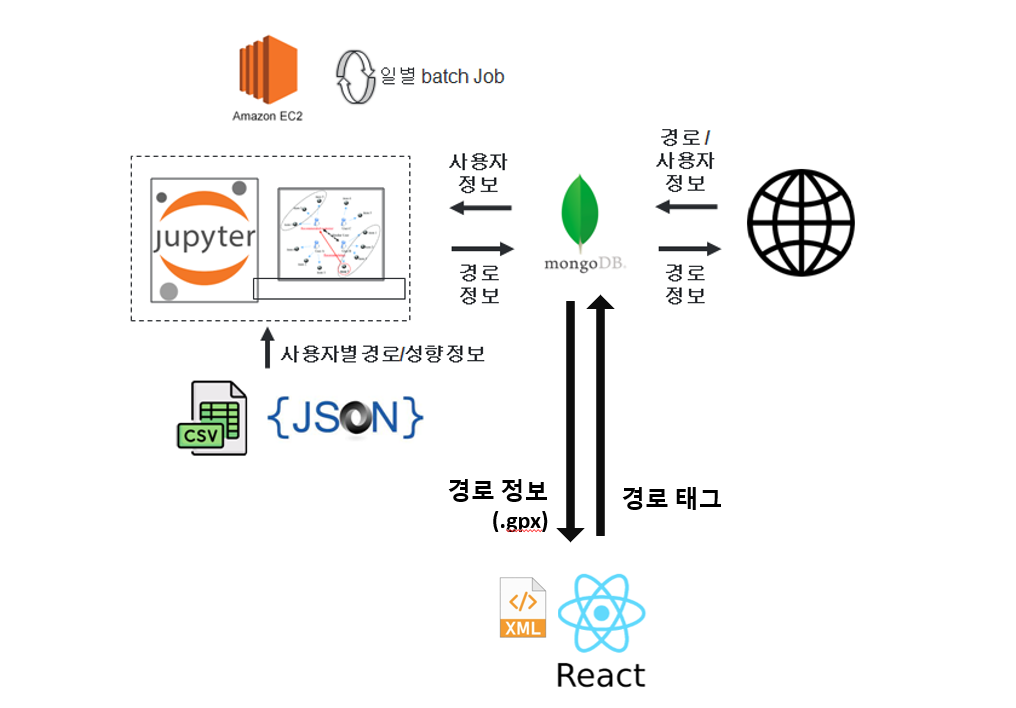 Amazon EC2
일별 batch Job
사용자
정보
경로 /
사용자
정보
jupyter
mongoDB.
경로
정보
경로
정보
사용자별 경로/성향정보
CSV
{JSON}
경로 정보
(.gpx)
경로 태그
</>
XML
React